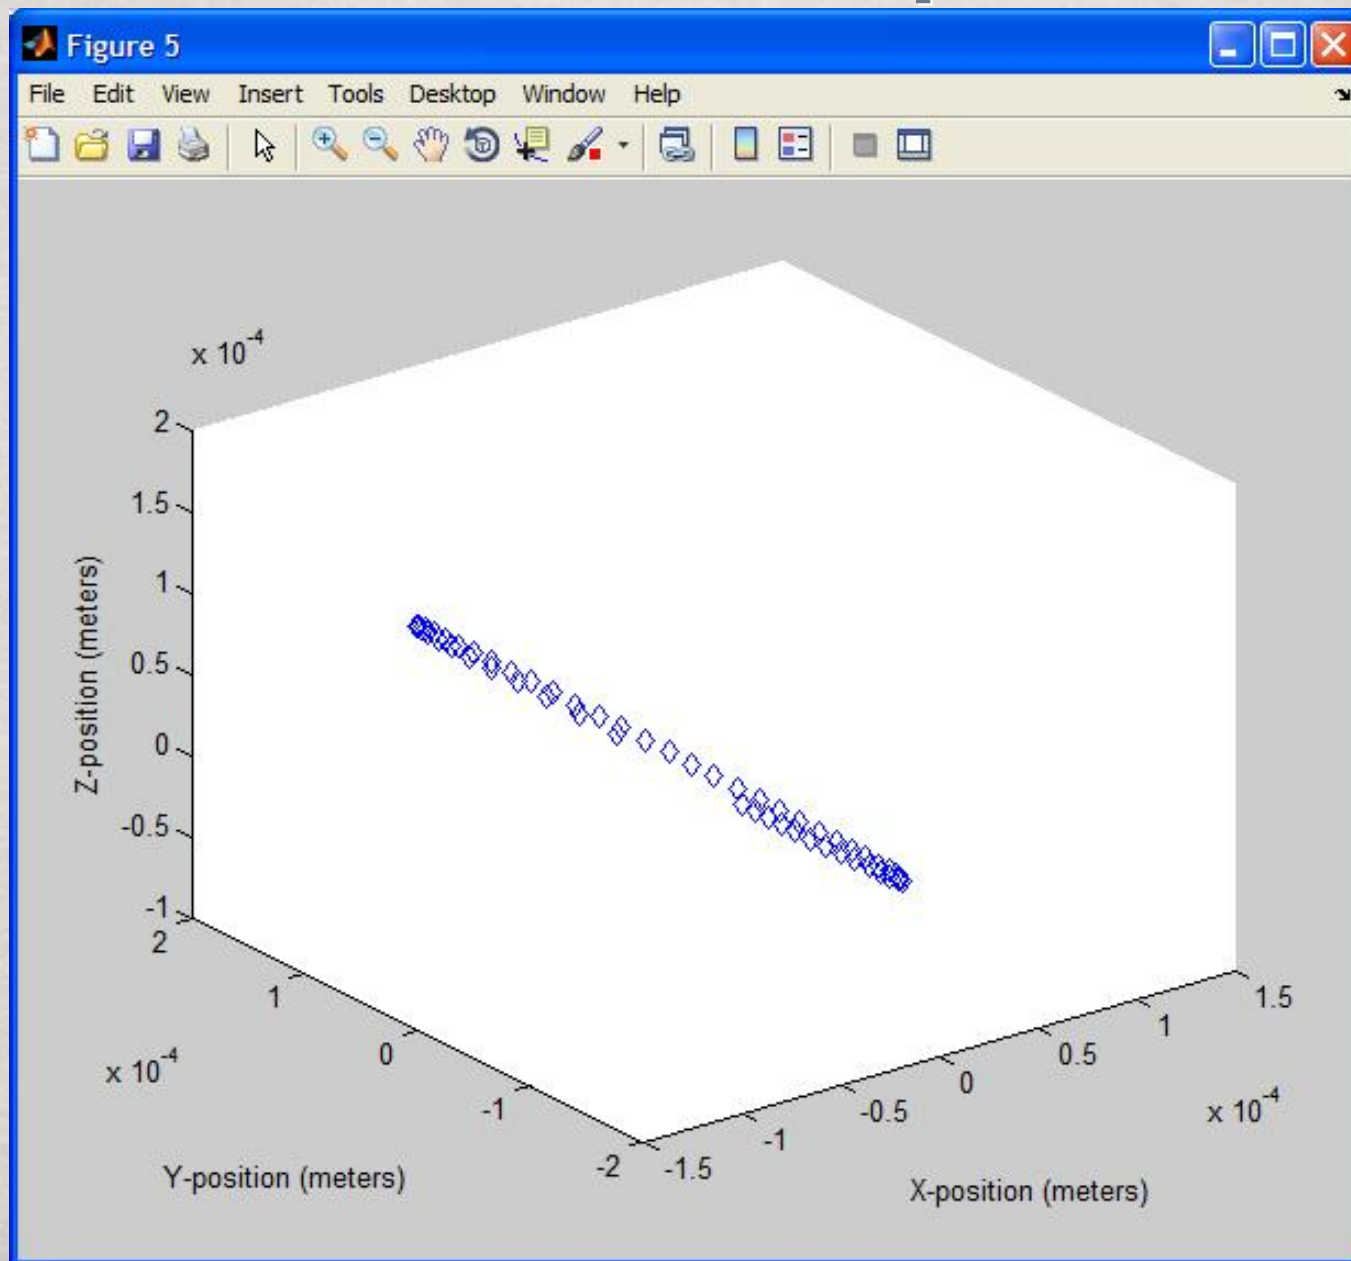 Figure 5
File Edit View Insert Tools Desktop Window Help
x 10-4
2
1.5
1
0.5
0
-0.5
-1
Z-position (meters)
2
1
0
-1
-2
x 10-4
Y-position (meters)
-1.5
-1
-0.5
0
0.5
1
1.5
x 10-4
X-position (meters)